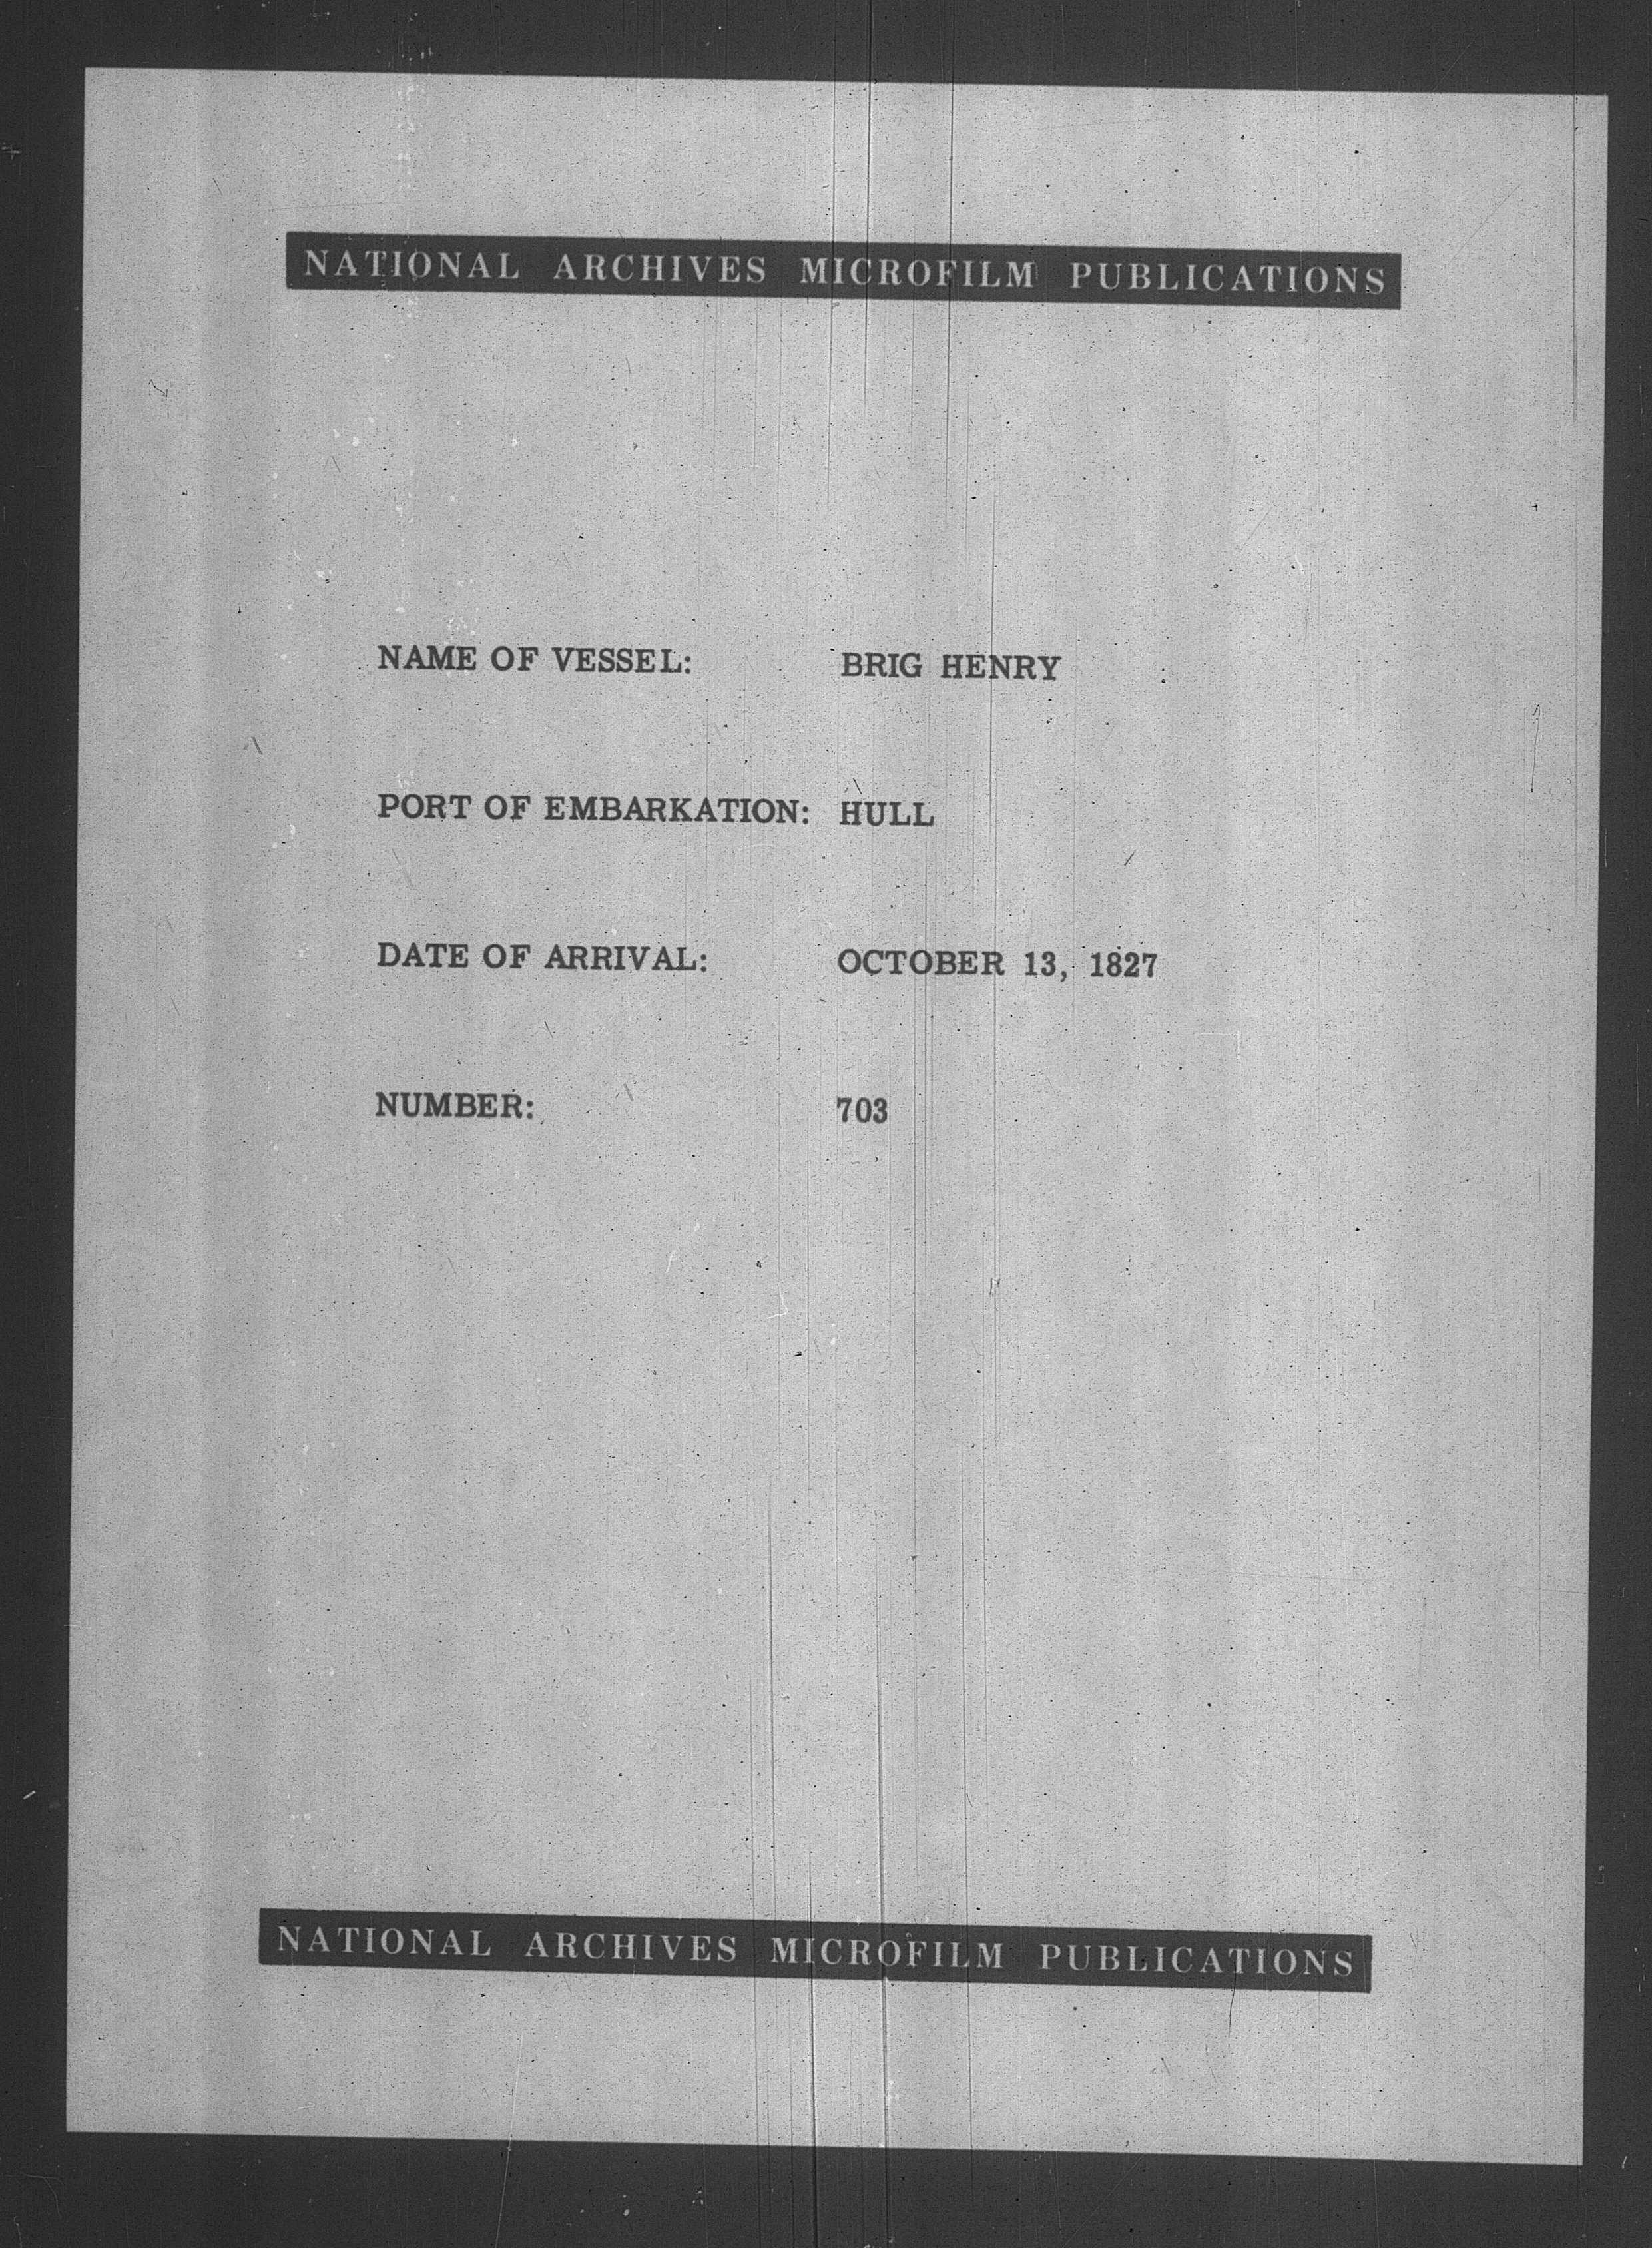 NATIONAL ARCHIVES MICROFILM PUBLICATIONS
NAME OF VESSEL: BRIG HENRY
PORT OF EMBARKATION: HULL
DATE OF ARRIVAL: OCTOBER 13, 1827
NUMBER: 703
NATIONAL ARCHIVES MICROFILM PUBLICATIONS